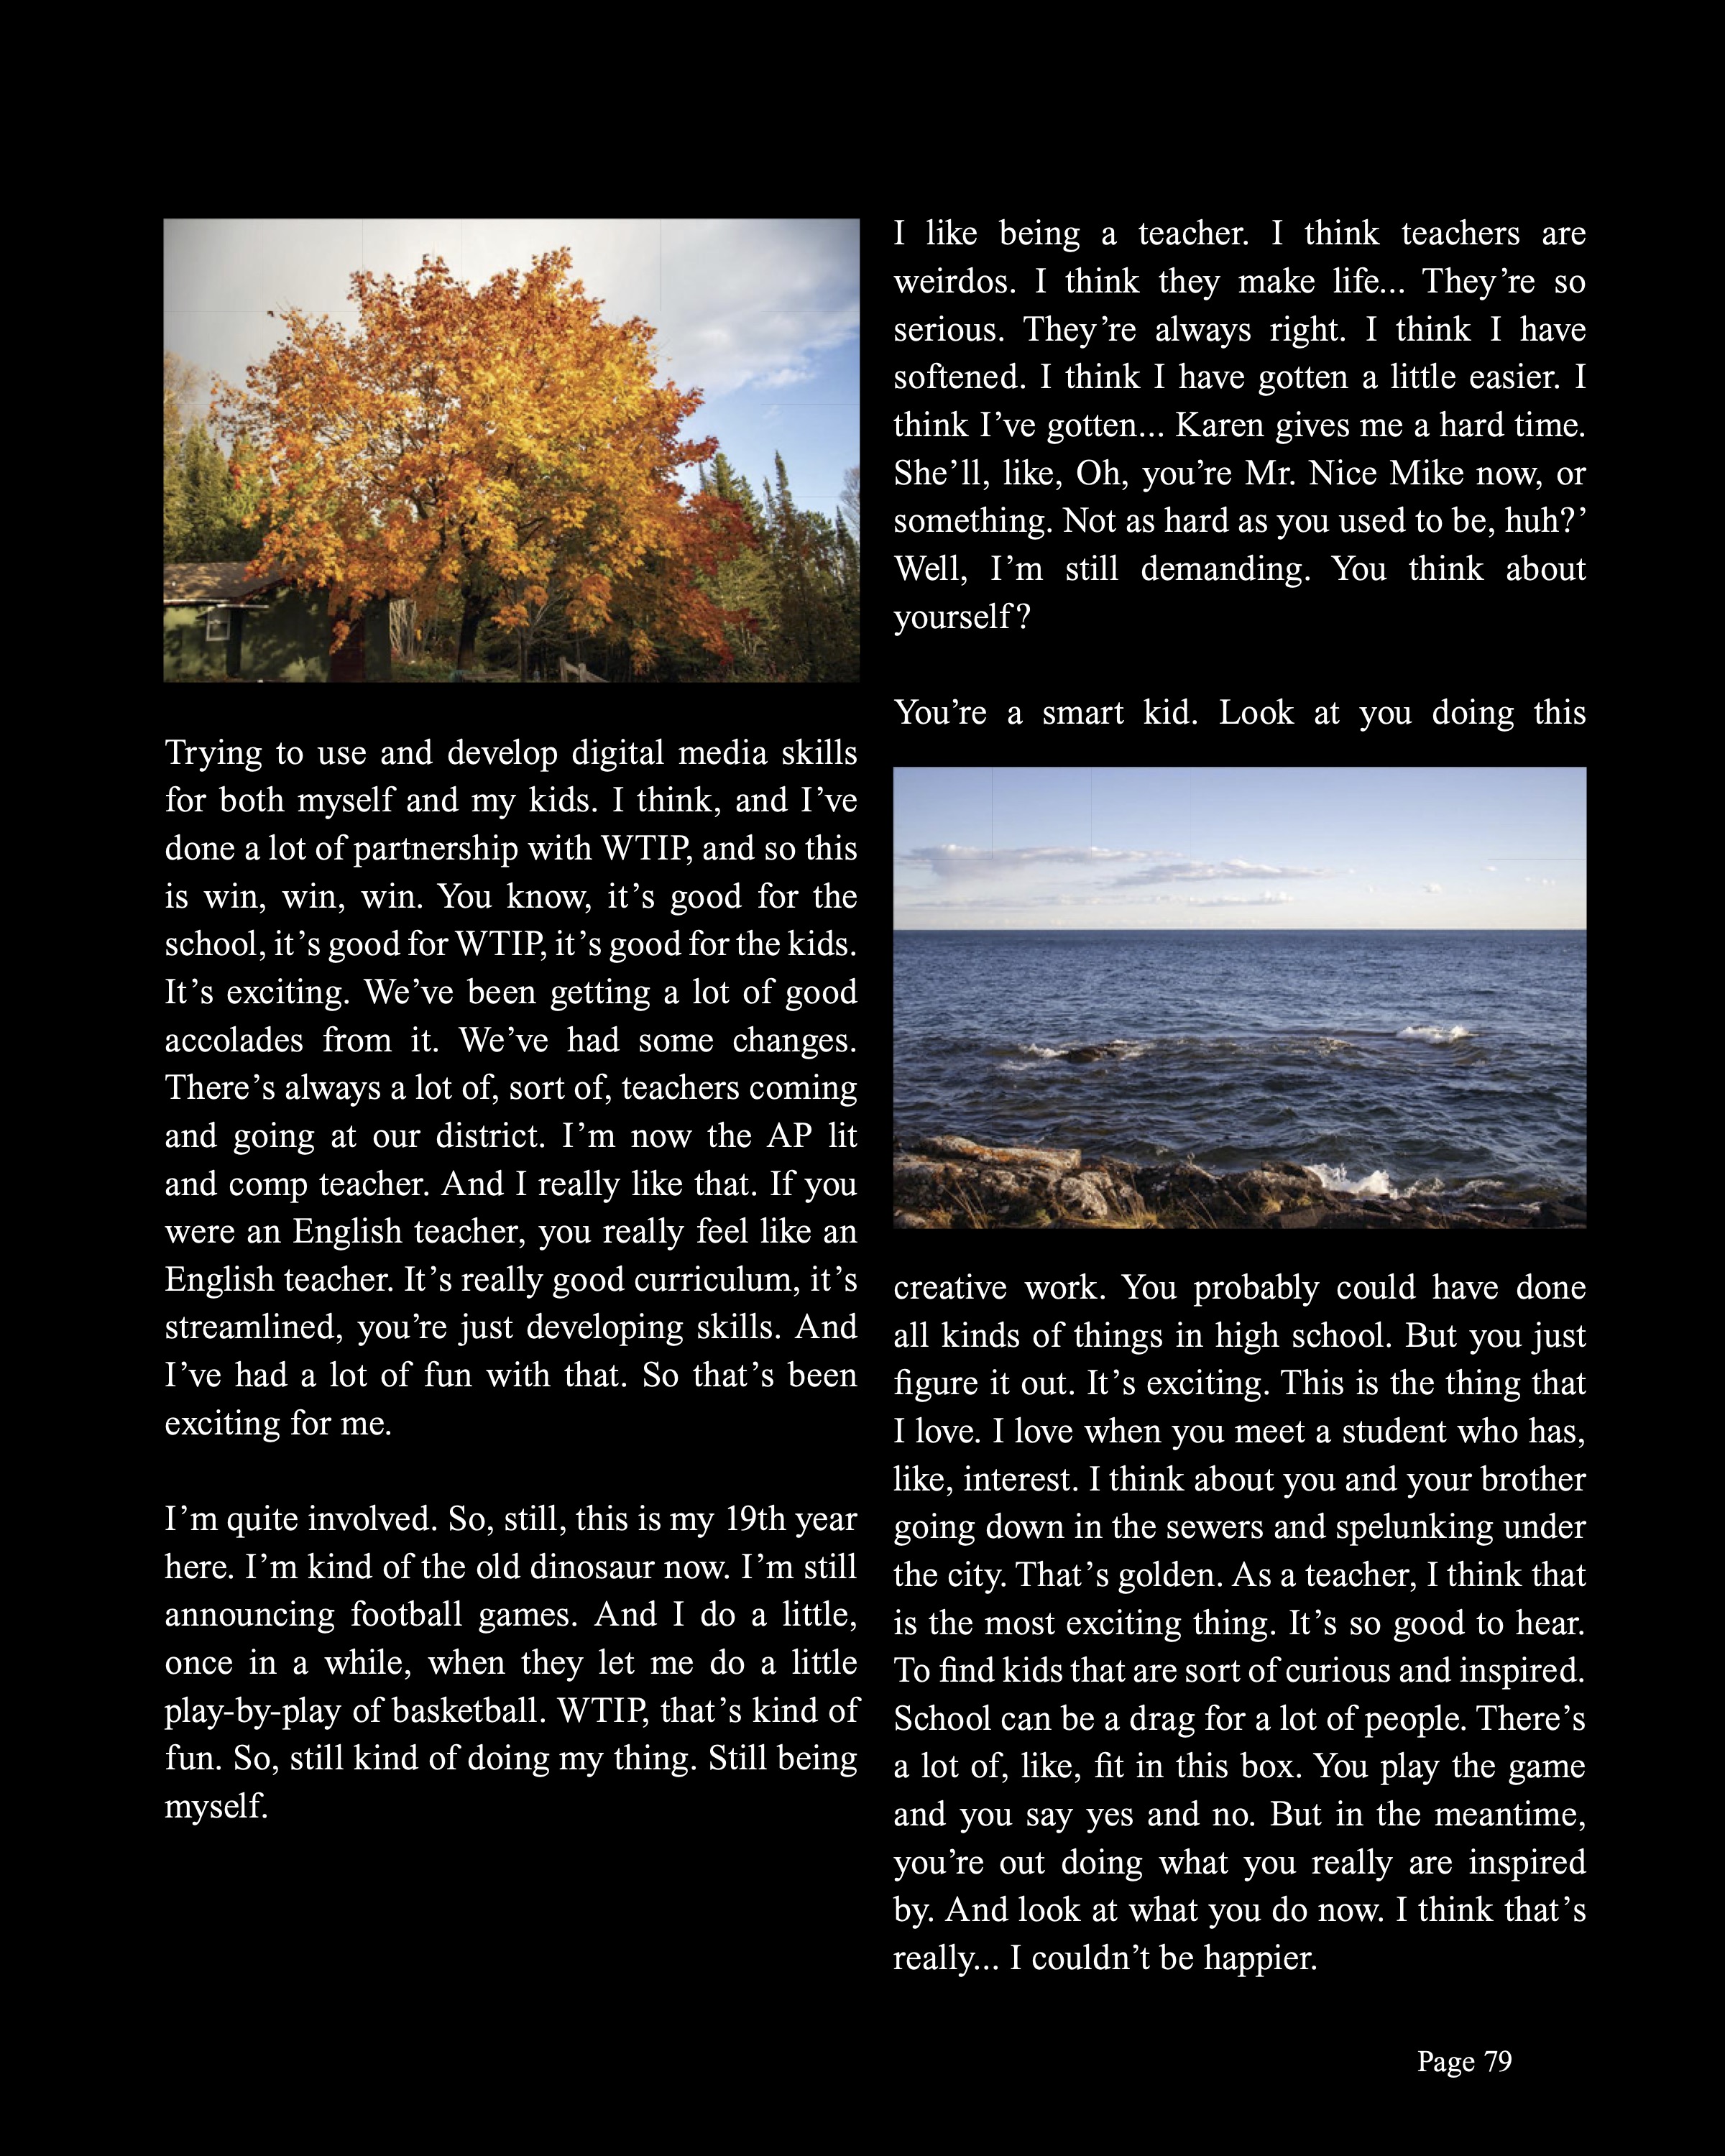 Trying to use and develop digital media skills
for both myself and my kids. I think, and I’ve
done a lot of partnership with WTIP, and so this
is win, win, win. You know, it’s good for the
school, it’s good for WTIP, it’s good for the kids.
It’s exciting. We’ve been getting a lot of good
accolades from it. We’ve had some changes.
There’s always a lot of, sort of, teachers coming
and going at our district. I’m now the AP lit
and comp teacher. And I really like that. If you
were an English teacher, you really feel like an
English teacher. It’s really good curriculum, it’s
streamlined, you’re just developing skills. And
I’ve had a lot of fun with that. So that’s been
exciting for me.
I’m quite involved. So, still, this is my 19th year
here. I’m kind of the old dinosaur now. I’m still
announcing football games. And I do a little,
once in a while, when they let me do a little
play-by-play of basketball. WTIP, that’s kind of
fun. So, still kind of doing my thing. Still being
myself.
I like being a teacher. I think teachers are
weirdos. I think they make life... They’re so
serious. They’re always right. I think I have
softened. I think I have gotten a little easier. I
think I’ve gotten... Karen gives me a hard time.
She’ll, like, Oh, you’re Mr. Nice Mike now, or
something. Not as hard as you used to be, huh?’
Well, I’m still demanding. You think about
yourself?
You’re a smart kid. Look at you doing this
creative work. You probably could have done
all kinds of things in high school. But you just
figure it out. It’s exciting. This is the thing that
I love. I love when you meet a student who has,
like, interest. I think about you and your brother
going down in the sewers and spelunking under
the city. That’s golden. As a teacher, I think that
is the most exciting thing. It’s so good to hear.
To find kids that are sort of curious and inspired.
School can be a drag for a lot of people. There’s
a lot of, like, fit in this box. You play the game
and you say yes and no. But in the meantime,
you’re out doing what you really are inspired
by. And look at what you do now. I think that’s
really... I couldn’t be happier.
Page 79